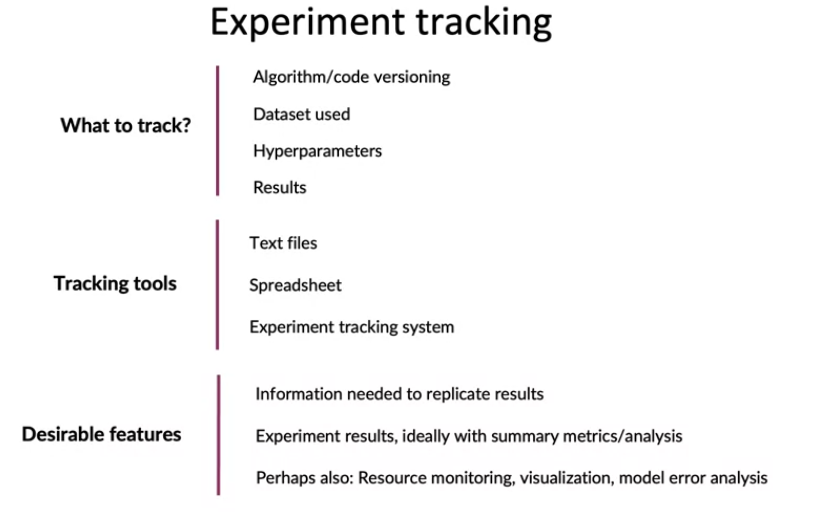 Experiment tracking
What to track?
Algorithm/code versioning
Dataset used
Hyperparameters
Results
Tracking tools
Text files
Spreadsheet
Experiment tracking system
Desirable features
Information needed to replicate results
Experiment results, ideally with summary metrics/analysis
Perhaps also: Resource monitoring, visualization, model error analysis